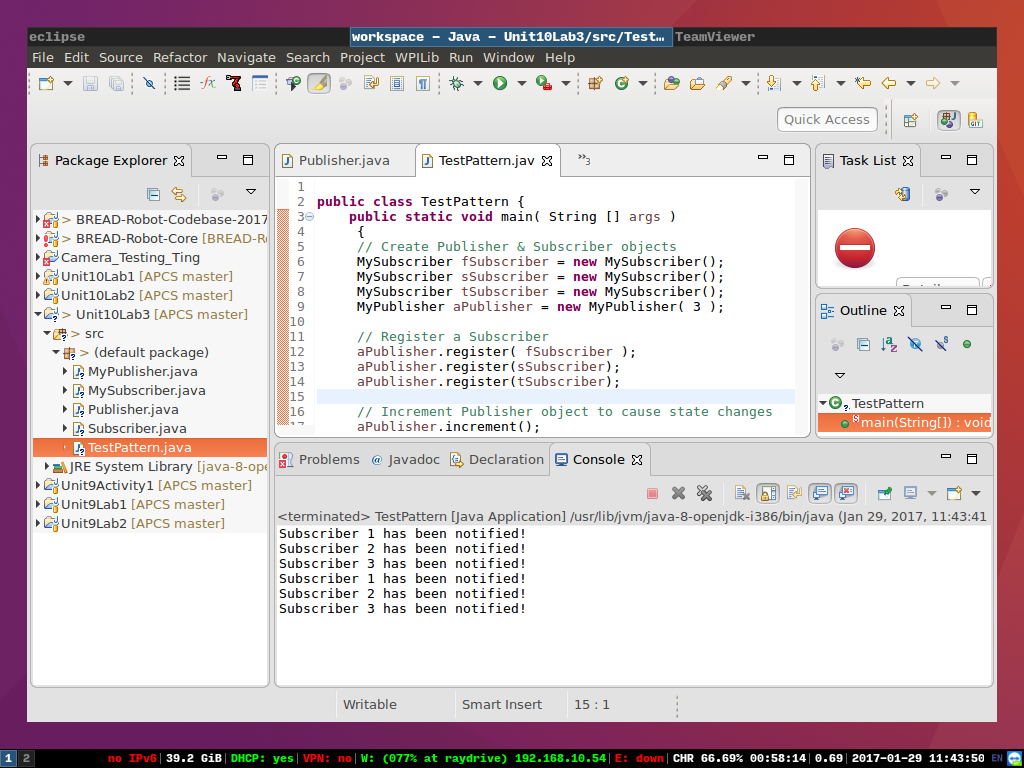 eclipse
workspace - Java - Unit10Lab3/src/Test...
TeamViewer
File Edit Source Refactor Navigate Search Project WPILib Run Window Help
Quick Access
Package Explorer
> BREAD-Robot-Codebase-2017
> BREAD-Robot-Core [BREAD-R
Camera_Testing_Ting
Unit10Lab1 [APCS master]
Unit10Lab2 [APCS master]
> Unit10Lab3 [APCS master]
> src
> (default package)
MyPublisher.java
MySubscriber.java
Publisher.java
Subscriber.java
TestPattern.java
JRE System Library [java-8-ope
Unit9Activity1 [APCS master]
Unit9Lab1 [APCS master]
Unit9Lab2 [APCS master]
Publisher.java
TestPattern.jav
»3
1
2 public class TestPattern {
3 public static void main( String [] args )
4 {
5 // Create Publisher & Subscriber objects
6 MySubscriber fSubscriber = new MySubscriber();
7 MySubscriber sSubscriber = new MySubscriber();
8 MySubscriber tSubscriber = new MySubscriber();
9 MyPublisher aPublisher = new MyPublisher( 3 );
10
11 // Register a Subscriber
12 aPublisher.register( fSubscriber );
13 aPublisher.register(sSubscriber);
14 aPublisher.register(tSubscriber);
15
16 // Increment Publisher object to cause state changes
17 aPublisher.increment();
Task List
Outline
TestPattern
main(String[]) : void
Problems
@ Javadoc
Declaration
Console
<terminated> TestPattern [Java Application] /usr/lib/jvm/java-8-openjdk-i386/bin/java (Jan 29, 2017, 11:43:41
Subscriber 1 has been notified!
Subscriber 2 has been notified!
Subscriber 3 has been notified!
Subscriber 1 has been notified!
Subscriber 2 has been notified!
Subscriber 3 has been notified!
Writable
Smart Insert
15 : 1
1 2
no IPv6|39.2 GiB|DHCP: yes|VPN: no|W: (077% at raydrive) 192.168.10.54|E: down|CHR 66.69% 00:58:14|0.69|2017-01-29 11:43:50 EN